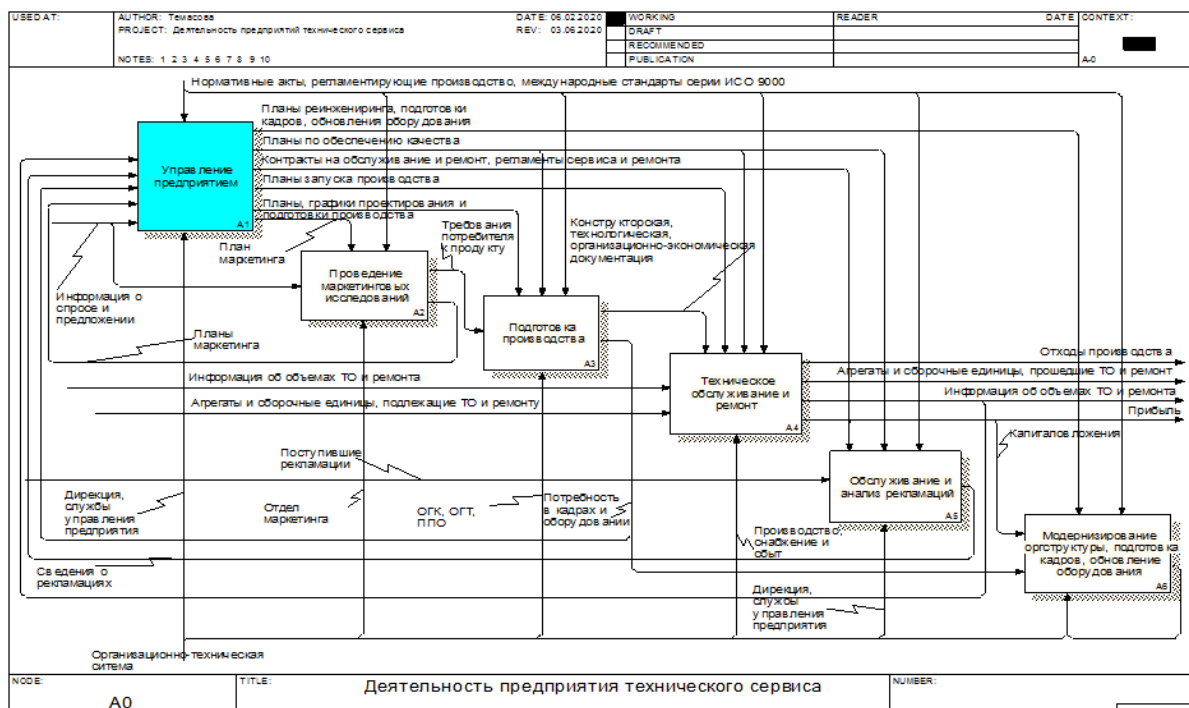 USED AT:
AUTHOR: Темасова
DATE: 06.02.2020
WORKING
READER
DATE
CONTEXT:
PROJECT: Деятельность предприятий технического сервиса
REV: 03.06.2020
DRAFT
RECOMMENDED
NOTES: 1 2 3 4 5 6 7 8 9 10
PUBLICATION
A-0
Нормативные акты, регламентирующие производство, международные стандарты серии ИСО 9000
Планы реинжениринга, подготовки
кадров, обновления оборудования
Планы по обеспечению качества
Контракты на обслуживание и ремонт, регламенты сервиса и ремонта
Управление
предприятием
A1
Планы запуска производства
Планы, графики проектирования и
подготовки производства
План
маркетинга
Требования
потребителя
к продукту
Конструкторская,
технологическая,
организационно-экономическая
документация
Проведение
маркетинговых
исследований
A2
Информация о
спросе и
предложении
Планы
маркетинга
Подготовка
производства
A3
Отходы производства
Агрегаты и сборочные единицы, прошедшие ТО и ремонт
Информация об объемах ТО и ремонта
Прибыль
Информация об объемах ТО и ремонта
Техническое
обслуживание и
ремонт
A4
Агрегаты и сборочные единицы, подлежащие ТО и ремонту
Капиталовложения
Поступившие
рекламации
Обслуживание и
анализ рекламаций
A5
Дирекция,
службы
управления
предприятия
Отдел
маркетинга
ОГК, ОГТ,
ППО
Потребность
в кадрах и
оборудовании
Производство,
снабжение и
сбыт
Модернизирование
оргструктуры, подготовка
кадров, обновление
оборудования
A6
Сведения о
рекламациях
Дирекция,
службы
управления
предприятия
Организационно-техническая
ситема
NODE:
TITLE:
Деятельность предприятия технического сервиса
NUMBER:
A0